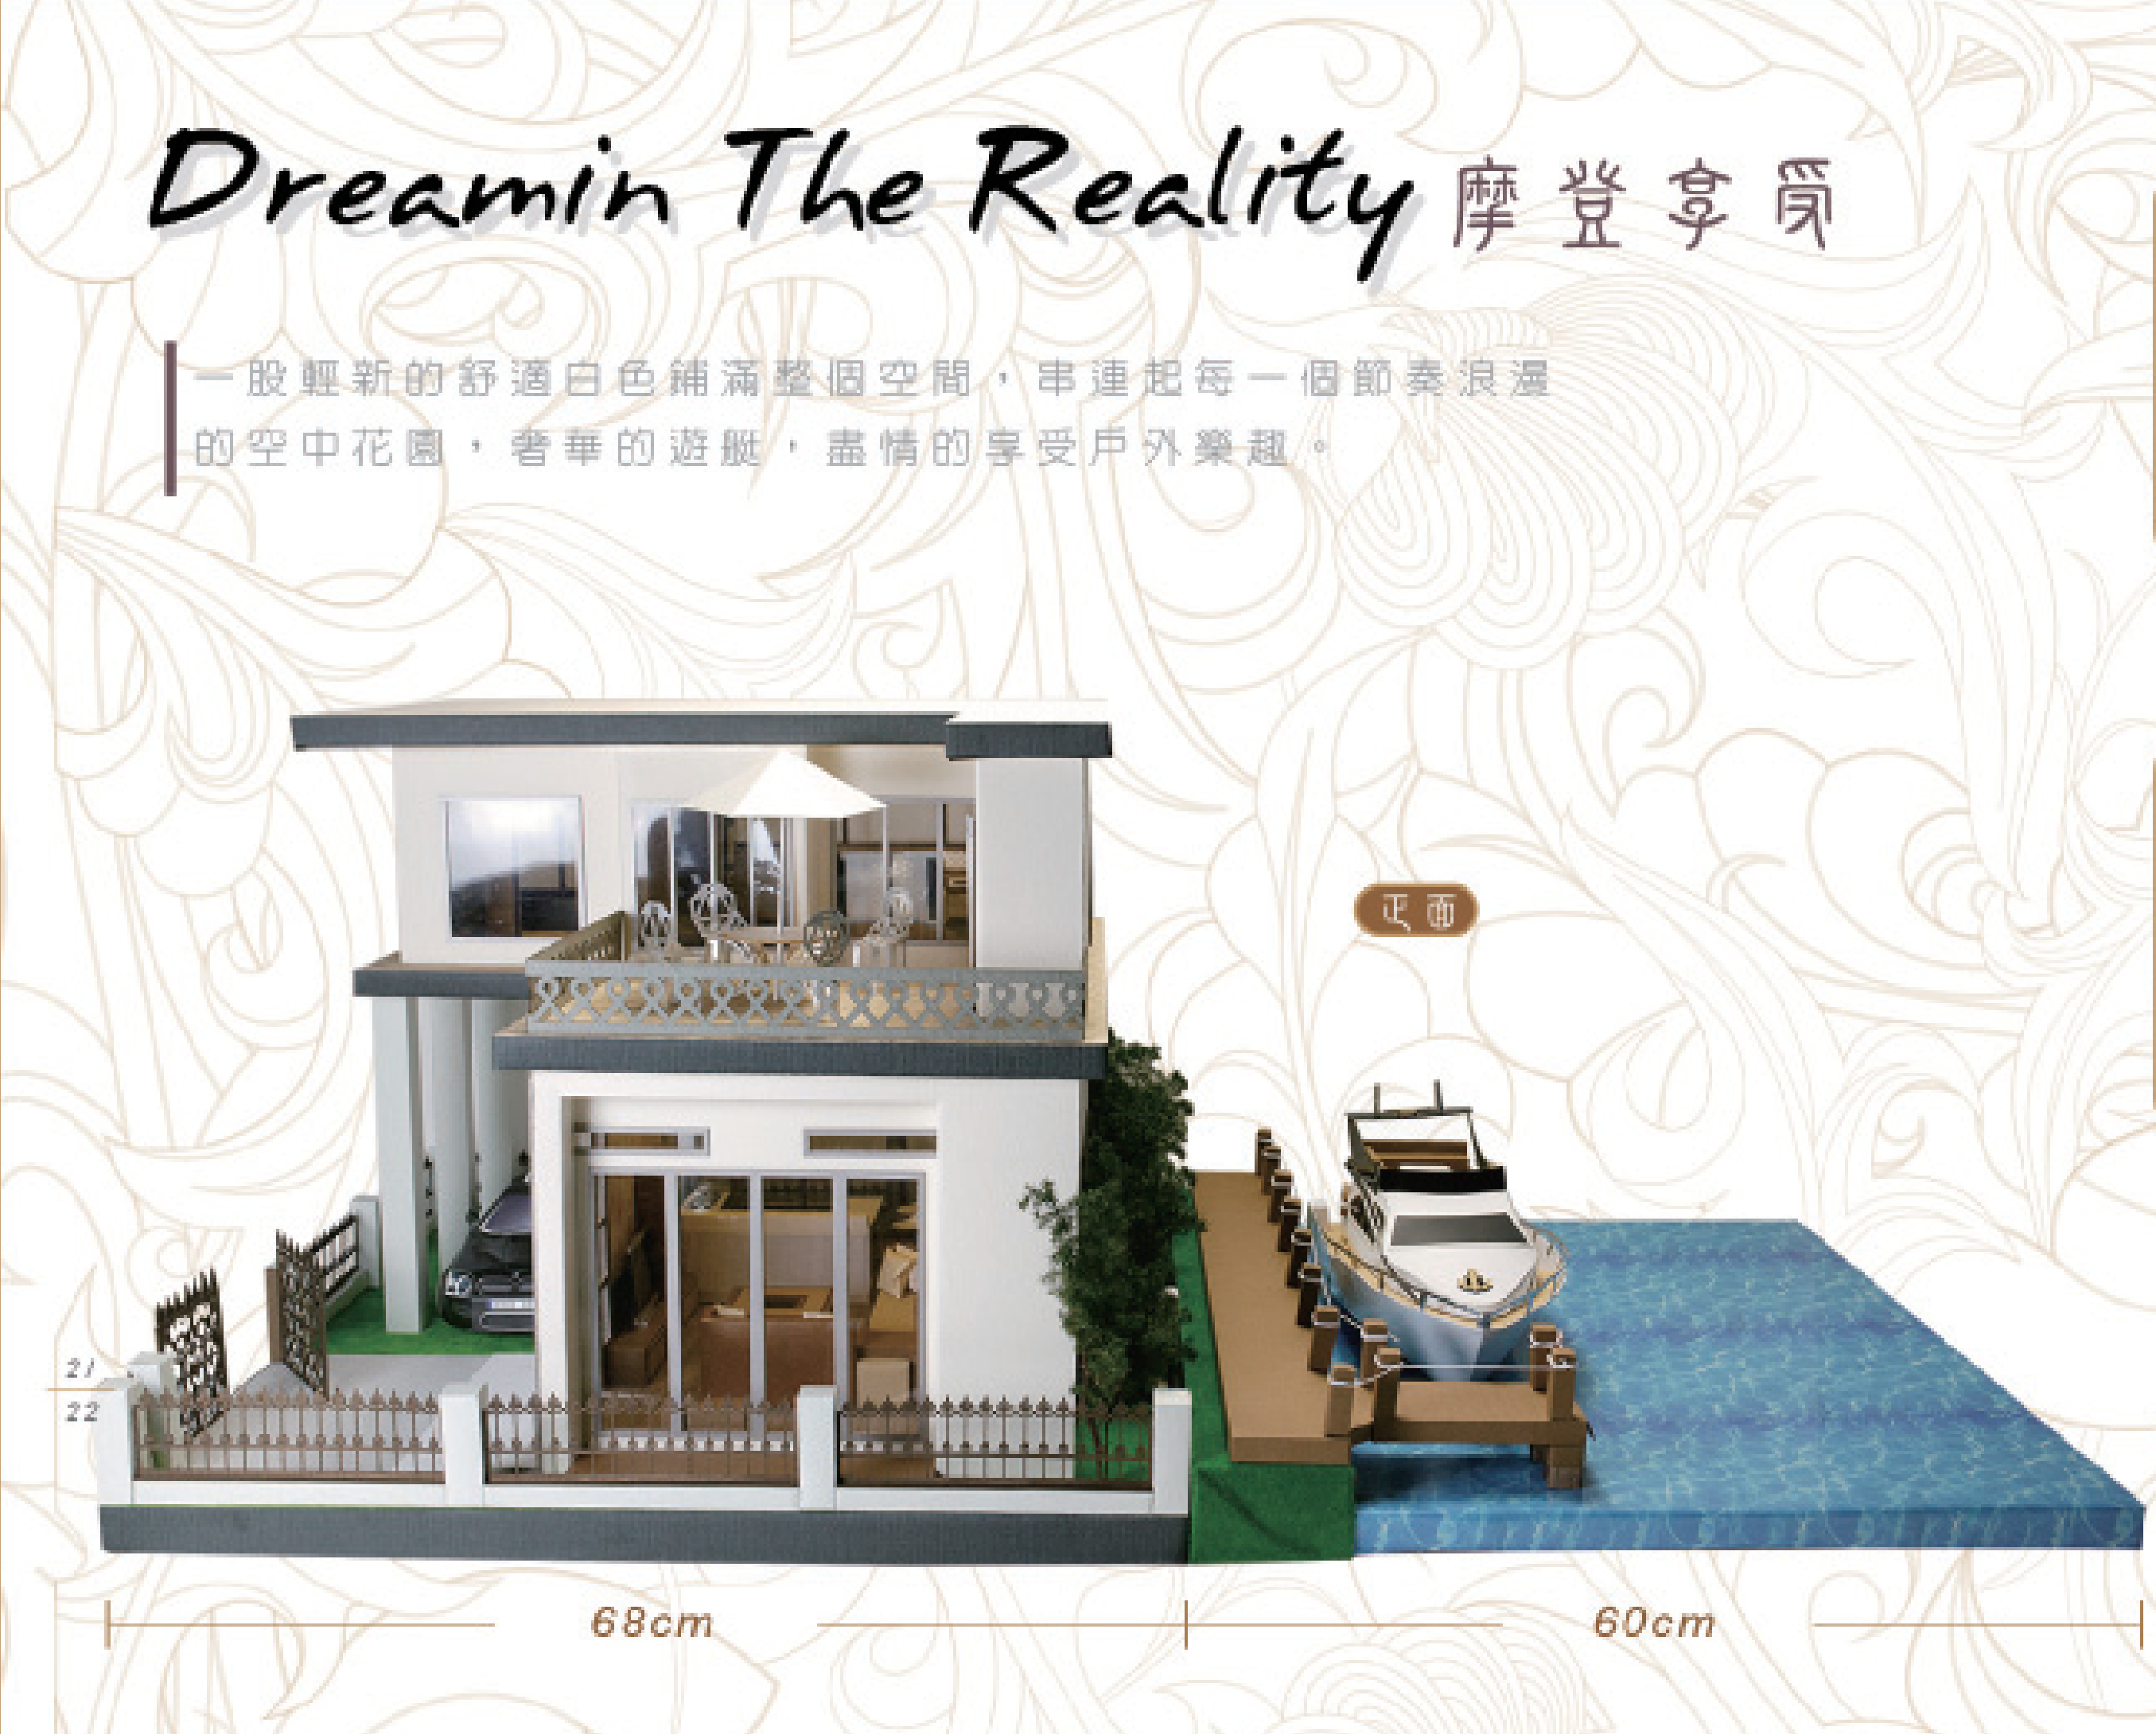 Dreamin The Reality 摩登享受
一股輕新的舒適白色鋪滿整個空間，串連起每一個節奏浪漫
的空中花園，奢華的遊艇，盡情的享受戶外樂趣。
正面
21
22
68cm
60cm